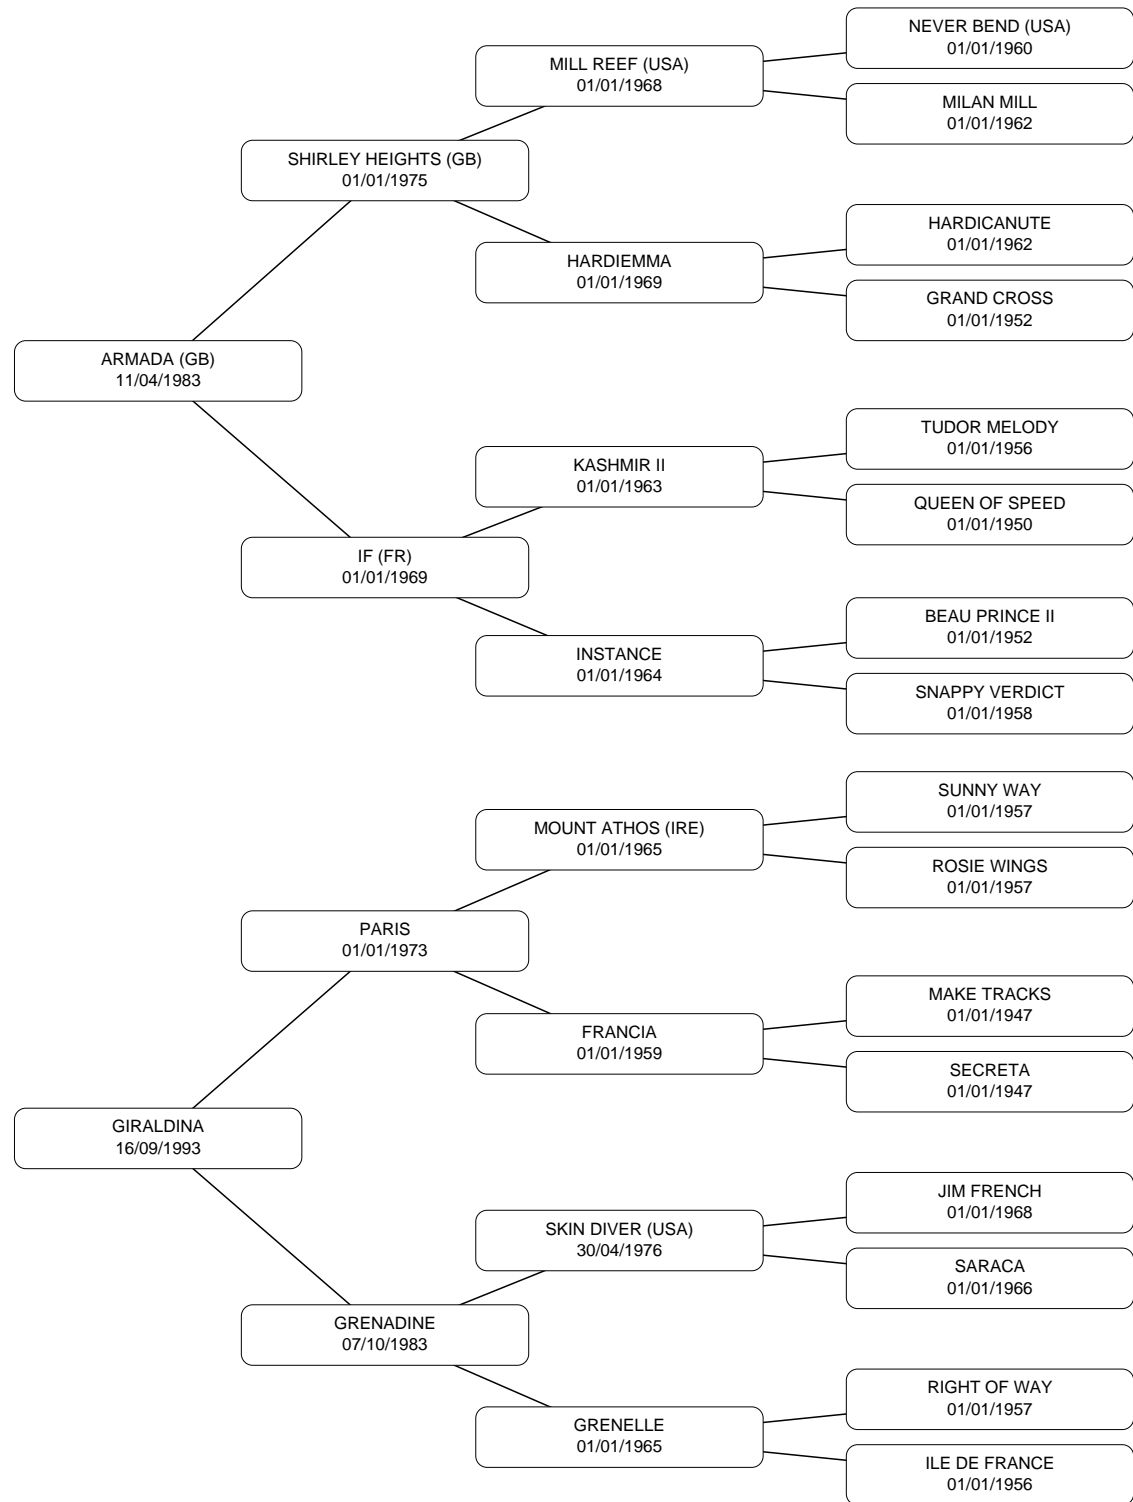 NEVER BEND (USA)
01/01/1960
MILL REEF (USA)
01/01/1968
MILAN MILL
01/01/1962
SHIRLEY HEIGHTS (GB)
01/01/1975
HARDICANUTE
01/01/1962
HARDIEMMA
01/01/1969
GRAND CROSS
01/01/1952
ARMADA (GB)
11/04/1983
TUDOR MELODY
01/01/1956
KASHMIR II
01/01/1963
QUEEN OF SPEED
01/01/1950
IF (FR)
01/01/1969
BEAU PRINCE II
01/01/1952
INSTANCE
01/01/1964
SNAPPY VERDICT
01/01/1958
SUNNY WAY
01/01/1957
MOUNT ATHOS (IRE)
01/01/1965
ROSIE WINGS
01/01/1957
PARIS
01/01/1973
MAKE TRACKS
01/01/1947
FRANCIA
01/01/1959
SECRETA
01/01/1947
GIRALDINA
16/09/1993
JIM FRENCH
01/01/1968
SKIN DIVER (USA)
30/04/1976
SARACA
01/01/1966
GRENADINE
07/10/1983
RIGHT OF WAY
01/01/1957
GRENELLE
01/01/1965
ILE DE FRANCE
01/01/1956